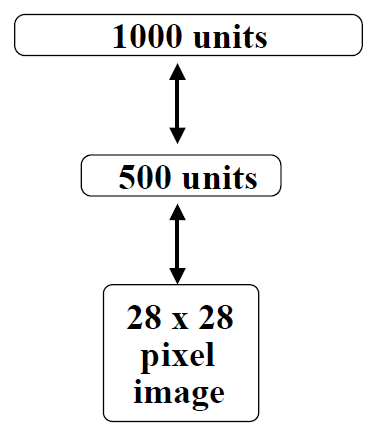 1000 units
500 units
28 x 28
pixel
image